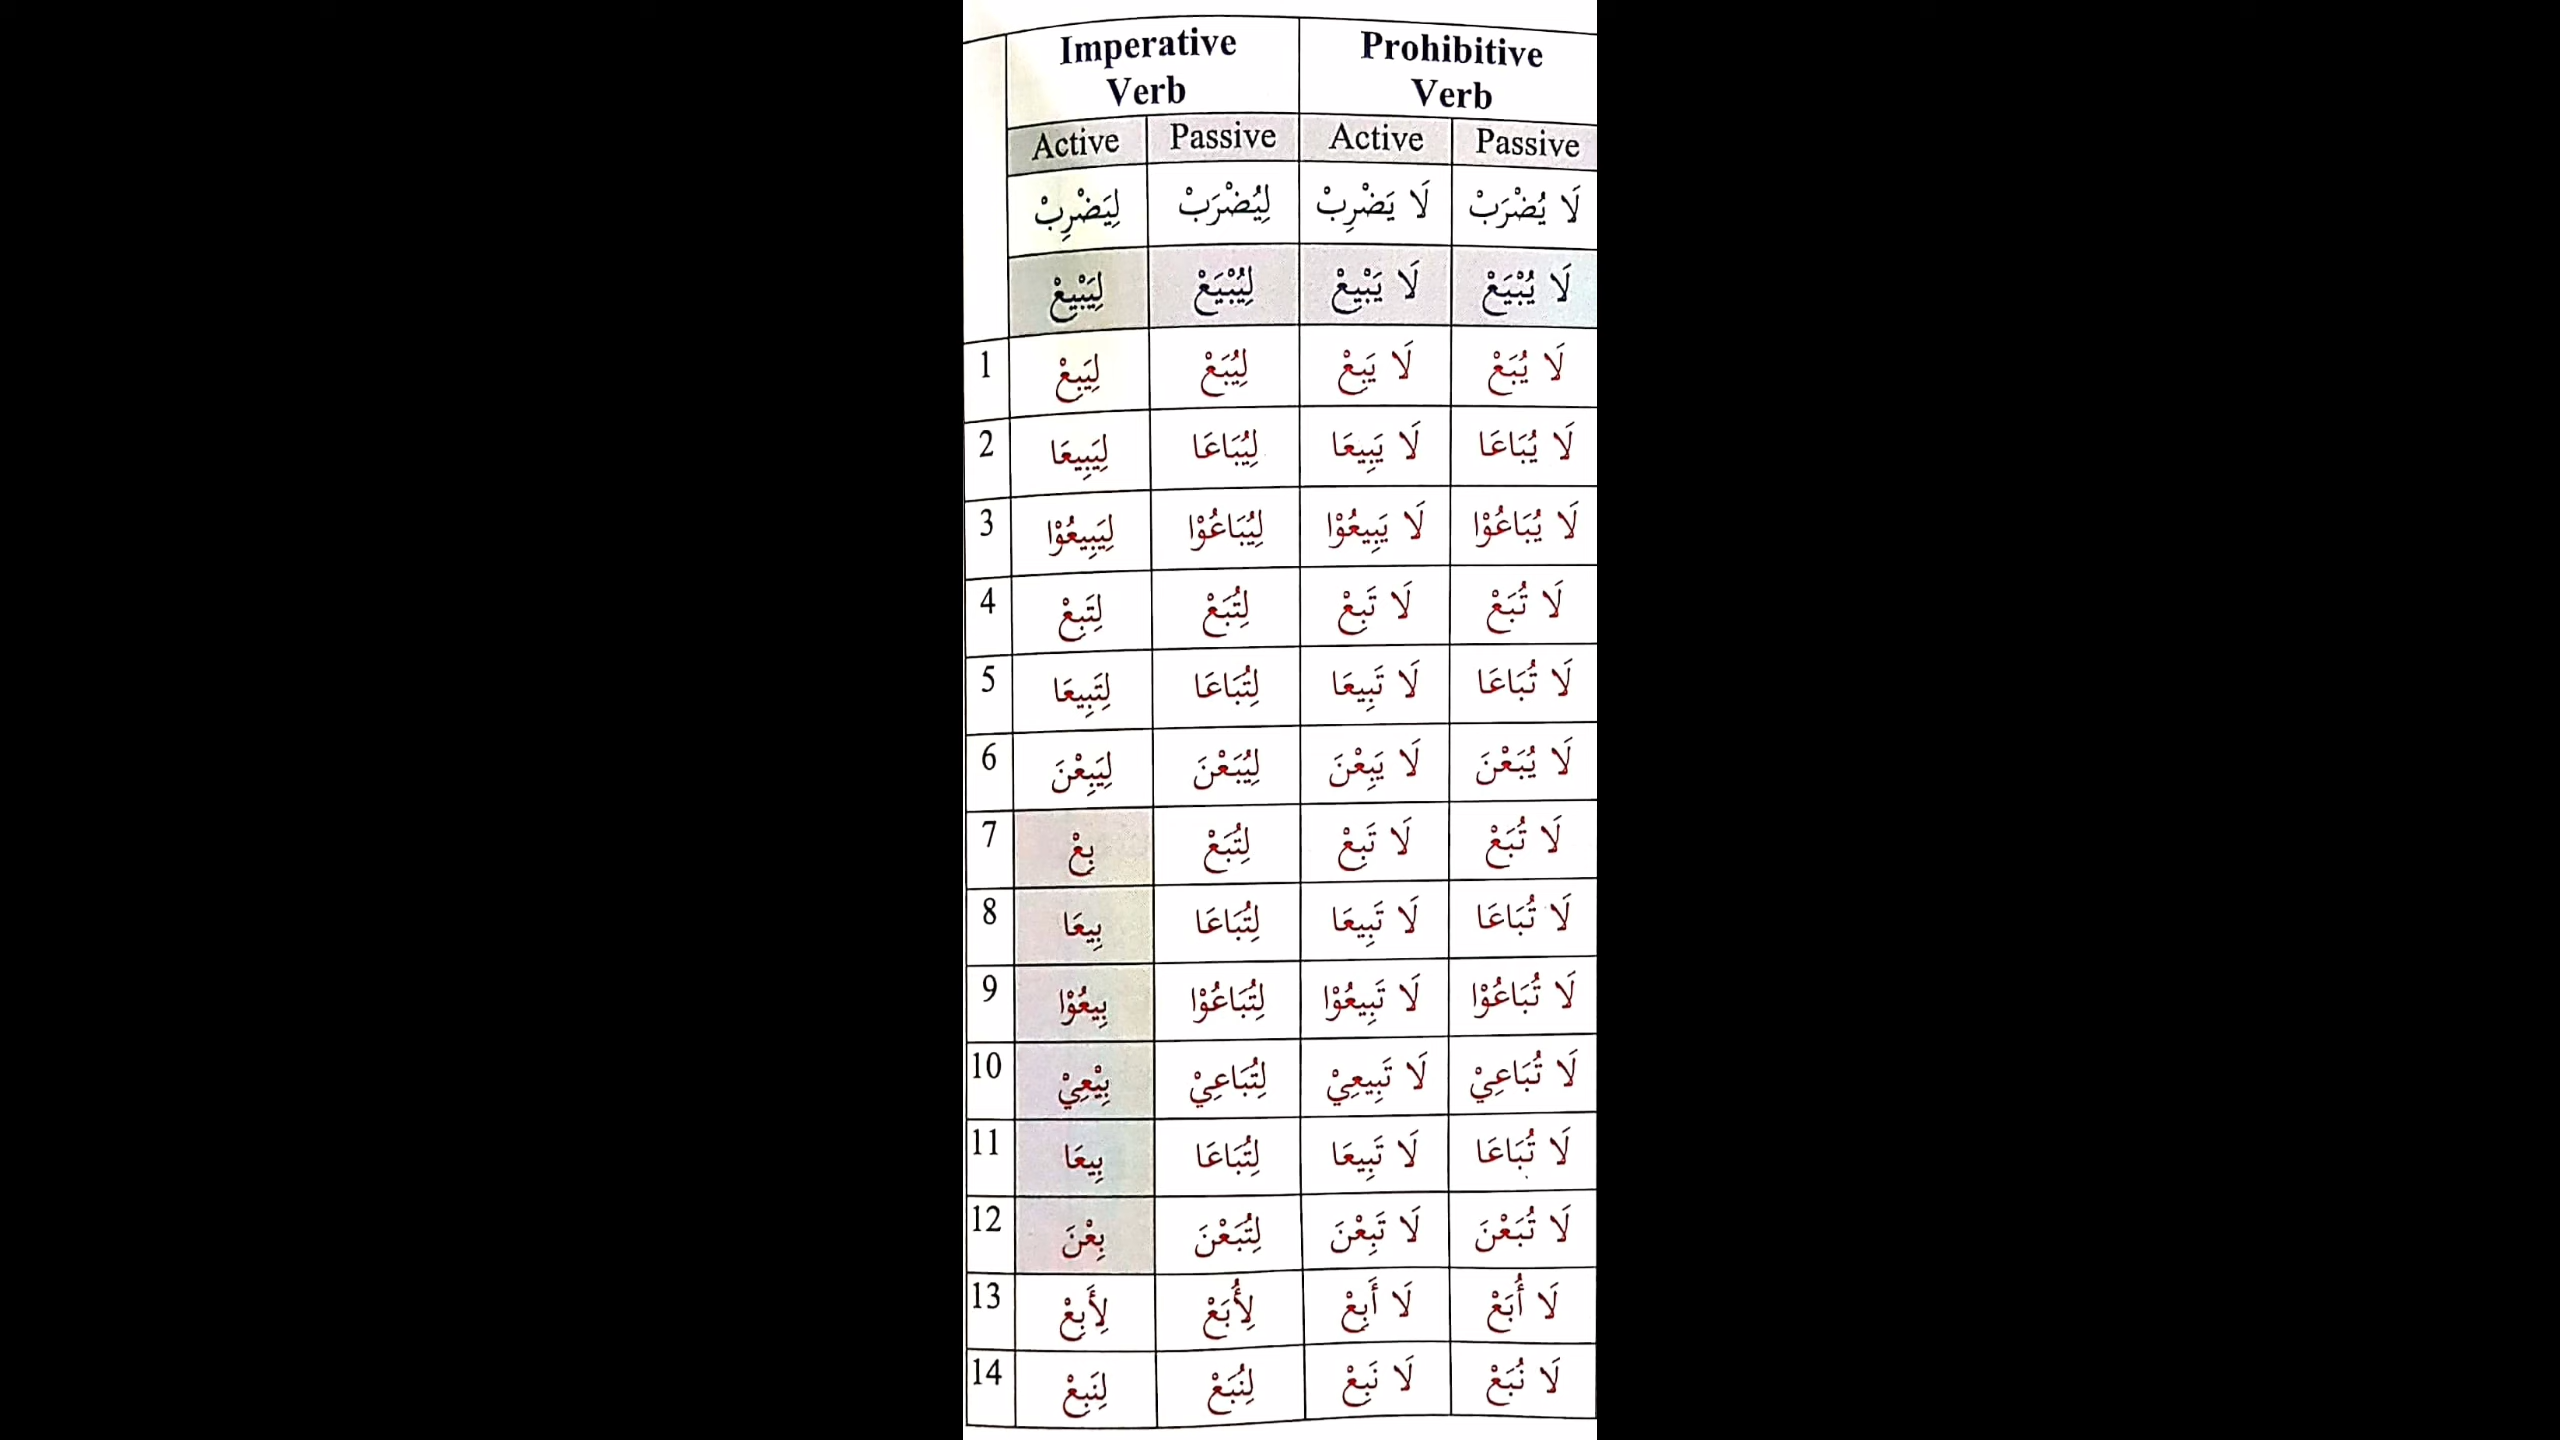 Imperative Verb Prohibitive Verb
Active Passive Active Passive
لِيَضْرِبْ لِيُضْرَبْ لَا يَضْرِبْ لَا يُضْرَبْ
لِيَبْيِعْ لِيُبْيَعْ لَا يَبْيِعْ لَا يُبْيَعْ
1 لِيَبِعْ لِيُبَعْ لَا يَبِعْ لَا يُبَعْ
2 لِيَبِيعَا لِيُبَاعَا لَا يَبِيعَا لَا يُبَاعَا
3 لِيَبِيعُوْا لِيُبَاعُوْا لَا يَبِيعُوْا لَا يُبَاعُوْا
4 لِتَبِعْ لِتُبَعْ لَا تَبِعْ لَا تُبَعْ
5 لِتَبِيعَا لِتُبَاعَا لَا تَبِيعَا لَا تُبَاعَا
6 لِيَبِعْنَ لِيُبَعْنَ لَا يَبِعْنَ لَا يُبَعْنَ
7 بِعْ لِتُبَعْ لَا تَبِعْ لَا تُبَعْ
8 بِيعَا لِتُبَاعَا لَا تَبِيعَا لَا تُبَاعَا
9 بِيعُوْا لِتُبَاعُوْا لَا تَبِيعُوْا لَا تُبَاعُوْا
10 بِيْعِيْ لِتُبَاعِيْ لَا تَبِيعِيْ لَا تُبَاعِيْ
11 بِيعَا لِتُبَاعَا لَا تَبِيعَا لَا تُبَاعَا
12 بِعْنَ لِتُبَعْنَ لَا تَبِعْنَ لَا تُبَعْنَ
13 لِأَبِعْ لِأُبَعْ لَا أَبِعْ لَا أُبَعْ
14 لِنَبِعْ لِنُبَعْ لَا نَبِعْ لَا نُبَعْ